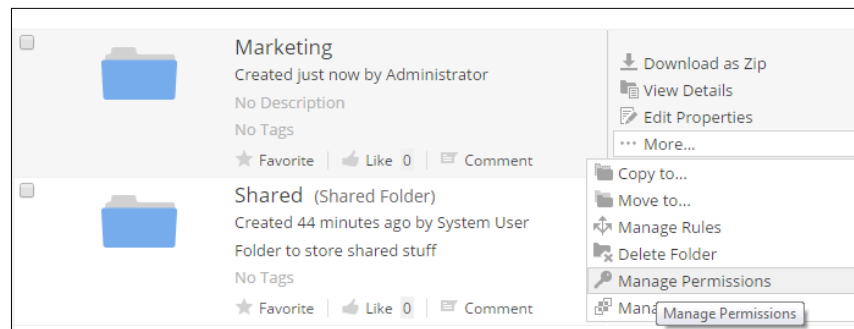 Marketing
Created just now by Administrator
No Description
No Tags
Favorite Like 0 Comment
Download as Zip
View Details
Edit Properties
··· More...
Shared (Shared Folder)
Created 44 minutes ago by System User
Folder to store shared stuff
No Tags
Favorite Like 0 Comment
Copy to...
Move to...
Manage Rules
Delete Folder
Manage Permissions
Mana
Manage Permissions